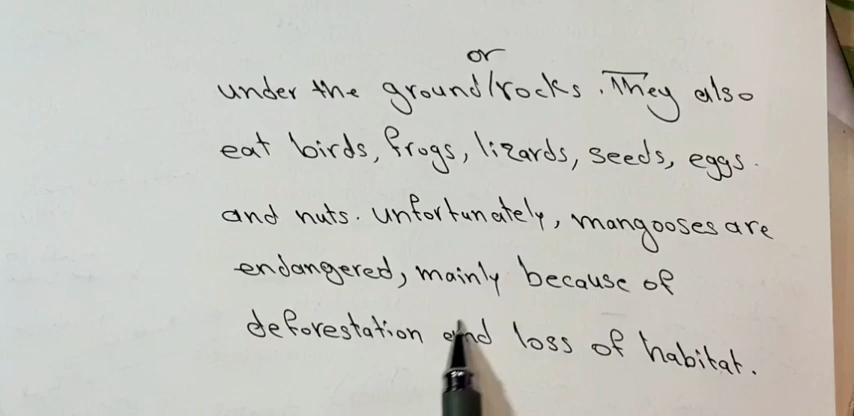 or
under the ground/rocks. They also
eat birds, frogs, lizards, seeds, eggs.
and nuts. unfortunately, mangooses are
endangered, mainly because of
deforestation and loss of habitat.